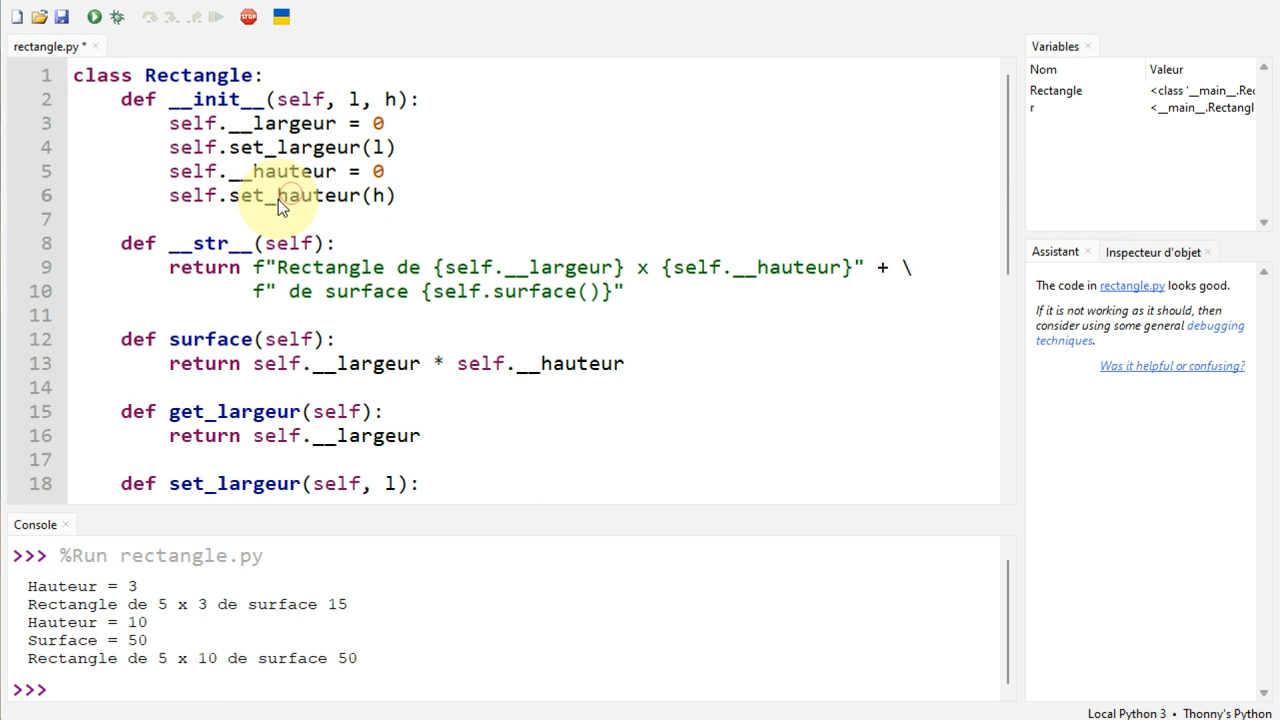 STOP
rectangle.py *
1 class Rectangle:
2 def __init__(self, l, h):
3 self.__largeur = 0
4 self.set_largeur(l)
5 self.__hauteur = 0
6 self.set_hauteur(h)
7
8 def __str__(self):
9 return f"Rectangle de {self.__largeur} x {self.__hauteur}" + \
10 f" de surface {self.surface()}"
11
12 def surface(self):
13 return self.__largeur * self.__hauteur
14
15 def get_largeur(self):
16 return self.__largeur
17
18 def set_largeur(self, l):
Console
>>> %Run rectangle.py
Hauteur = 3
Rectangle de 5 x 3 de surface 15
Hauteur = 10
Surface = 50
Rectangle de 5 x 10 de surface 50
>>>
Variables
Nom Valeur
Rectangle <class '__main__.Rec
r <__main__.Rectangl
Assistant Inspecteur d'objet
The code in rectangle.py looks good.
If it is not working as it should, then
consider using some general debugging
techniques.
Was it helpful or confusing?
Local Python 3 • Thonny's Python